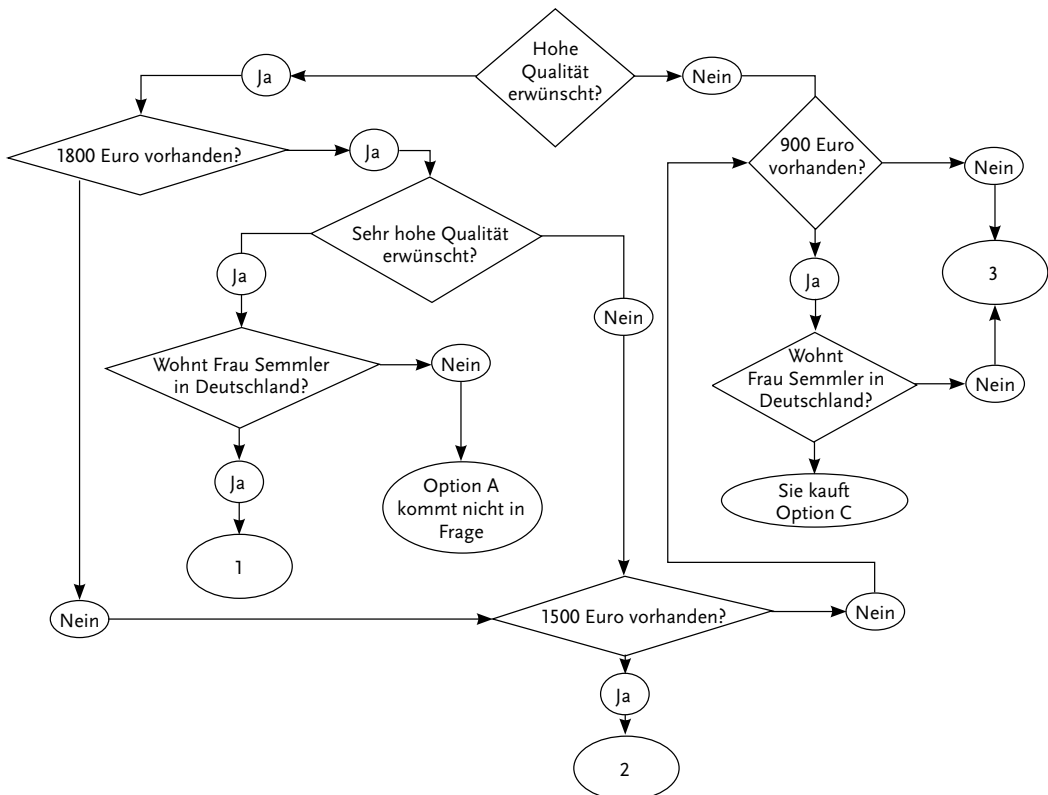 Hohe
Qualität
erwünscht?
Ja
Nein
1800 Euro vorhanden?
Ja
900 Euro
vorhanden?
Nein
Sehr hohe Qualität
erwünscht?
Ja
Ja
3
Nein
Wohnt Frau Semmler
in Deutschland?
Nein
Wohnt
Frau Semmler in
Deutschland?
Nein
Ja
Option A
kommt nicht in
Frage
Sie kauft
Option C
1
Nein
1500 Euro vorhanden?
Nein
Ja
2